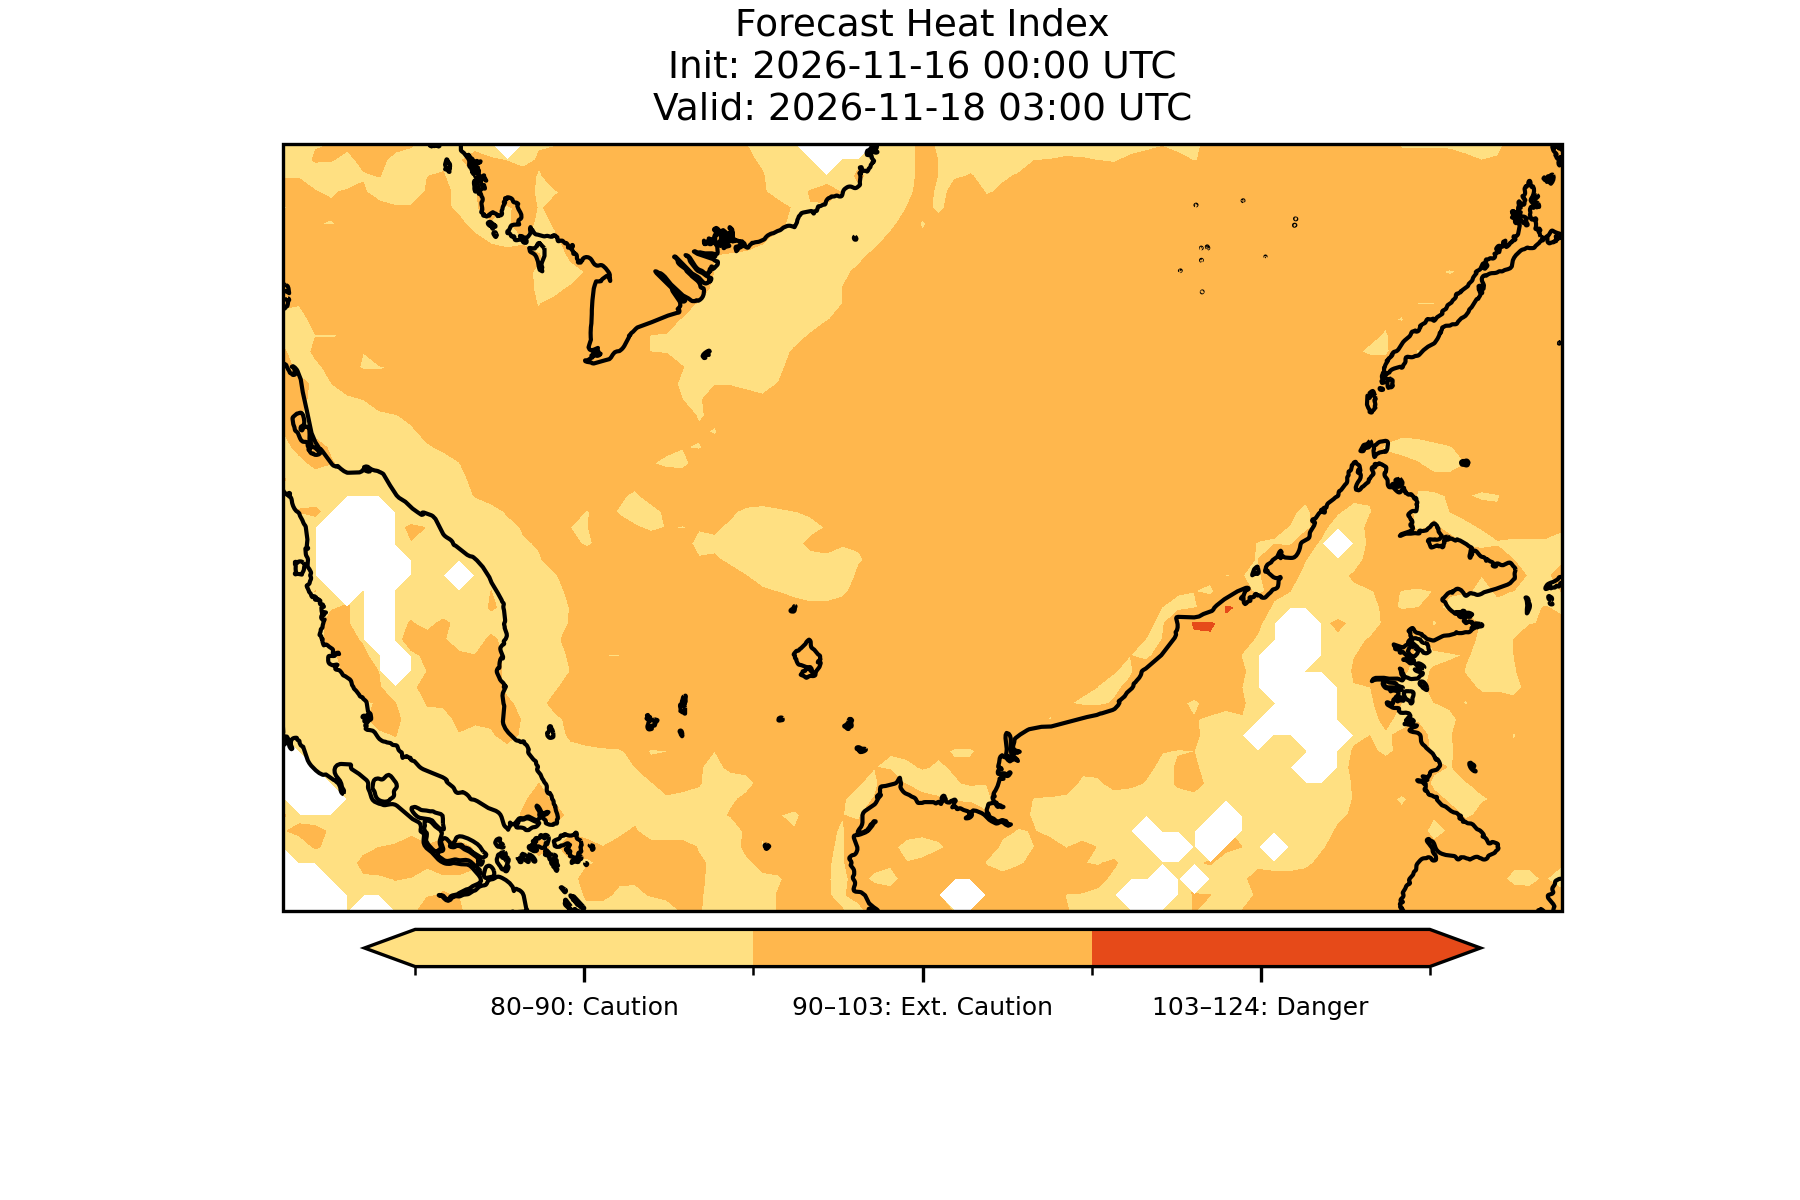 Forecast Heat Index
Init: 2026-11-16 00:00 UTC
Valid: 2026-11-18 03:00 UTC
80–90: Caution
90–103: Ext. Caution
103–124: Danger